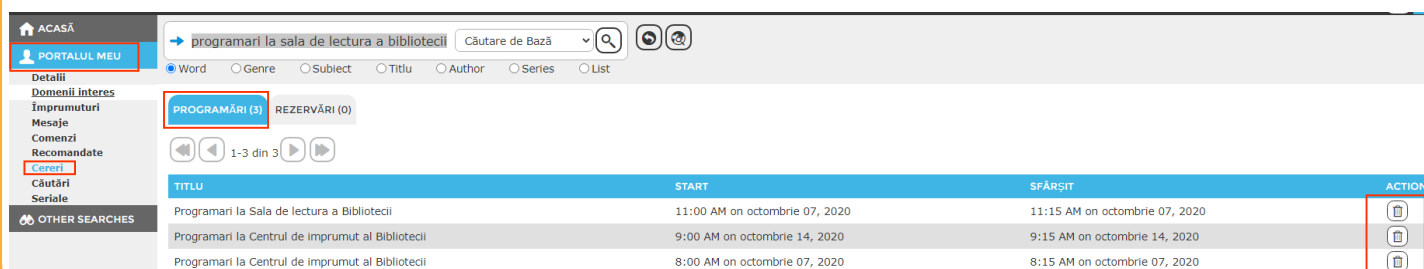 ACASĂ
PORTALUL MEU
Detalii
Domenii interes
Împrumuturi
Mesaje
Comenzi
Recomandate
Cereri
Căutări
Seriale
OTHER SEARCHES
programari la sala de lectura a bibliotecii Căutare de Bază
Word Genre Subiect Titlu Author Series List
PROGRAMĂRI (3) REZERVĂRI (0)
1-3 din 3
TITLU START SFÂRȘIT ACTION
Programari la Sala de lectura a Bibliotecii 11:00 AM on octombrie 07, 2020 11:15 AM on octombrie 07, 2020
Programari la Centrul de imprumut al Bibliotecii 9:00 AM on octombrie 14, 2020 9:15 AM on octombrie 14, 2020
Programari la Centrul de imprumut al Bibliotecii 8:00 AM on octombrie 07, 2020 8:15 AM on octombrie 07, 2020